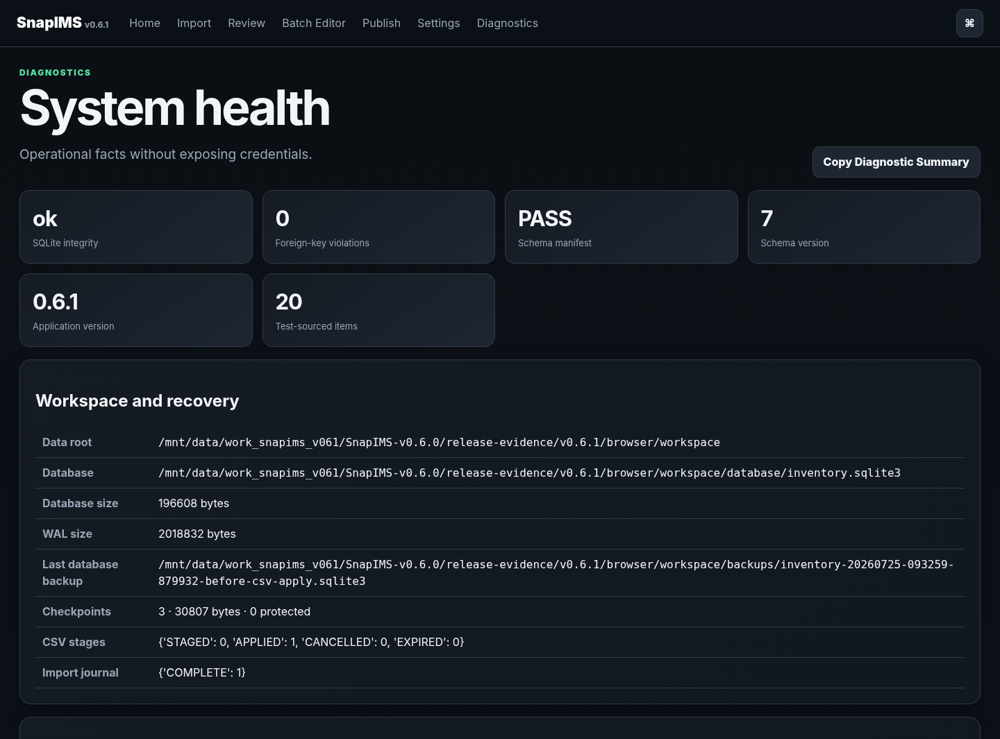 SnapIMS v0.6.1 Home Import Review Batch Editor Publish Settings Diagnostics ⌘
DIAGNOSTICS
System health
Operational facts without exposing credentials.
Copy Diagnostic Summary
ok
SQLite integrity
0
Foreign-key violations
PASS
Schema manifest
7
Schema version
0.6.1
Application version
20
Test-sourced items
Workspace and recovery
Data root /mnt/data/work_snapims_v061/SnapIMS-v0.6.0/release-evidence/v0.6.1/browser/workspace
Database /mnt/data/work_snapims_v061/SnapIMS-v0.6.0/release-evidence/v0.6.1/browser/workspace/database/inventory.sqlite3
Database size 196608 bytes
WAL size 2018832 bytes
Last database backup /mnt/data/work_snapims_v061/SnapIMS-v0.6.0/release-evidence/v0.6.1/browser/workspace/backups/inventory-20260725-093259-
879932-before-csv-apply.sqlite3
Checkpoints 3 · 30807 bytes · 0 protected
CSV stages {'STAGED': 0, 'APPLIED': 1, 'CANCELLED': 0, 'EXPIRED': 0}
Import journal {'COMPLETE': 1}